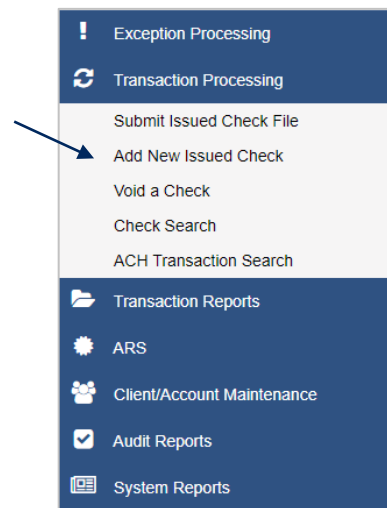 Exception Processing
Transaction Processing
Submit Issued Check File
Add New Issued Check
Void a Check
Check Search
ACH Transaction Search
Transaction Reports
ARS
Client/Account Maintenance
Audit Reports
System Reports